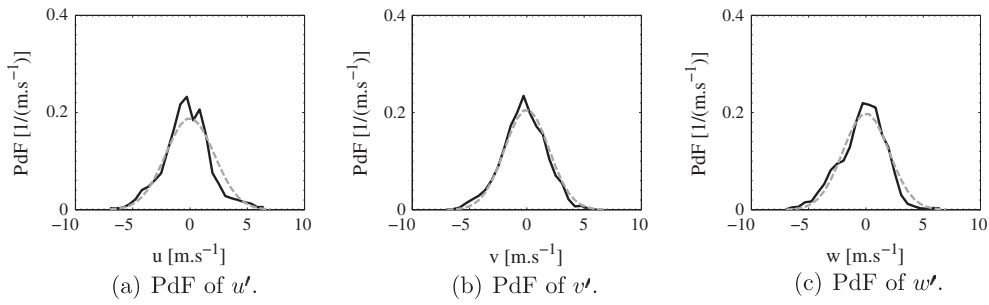 0.4
0.2
0
PdF [1/(m.s⁻¹)]
−10 −5 0 5 10
u [m.s⁻¹]
(a) PdF of u′.
0.4
0.2
0
PdF [1/(m.s⁻¹)]
−10 −5 0 5 10
v [m.s⁻¹]
(b) PdF of v′.
0.4
0.2
0
PdF [1/(m.s⁻¹)]
−10 −5 0 5 10
w [m.s⁻¹]
(c) PdF of w′.